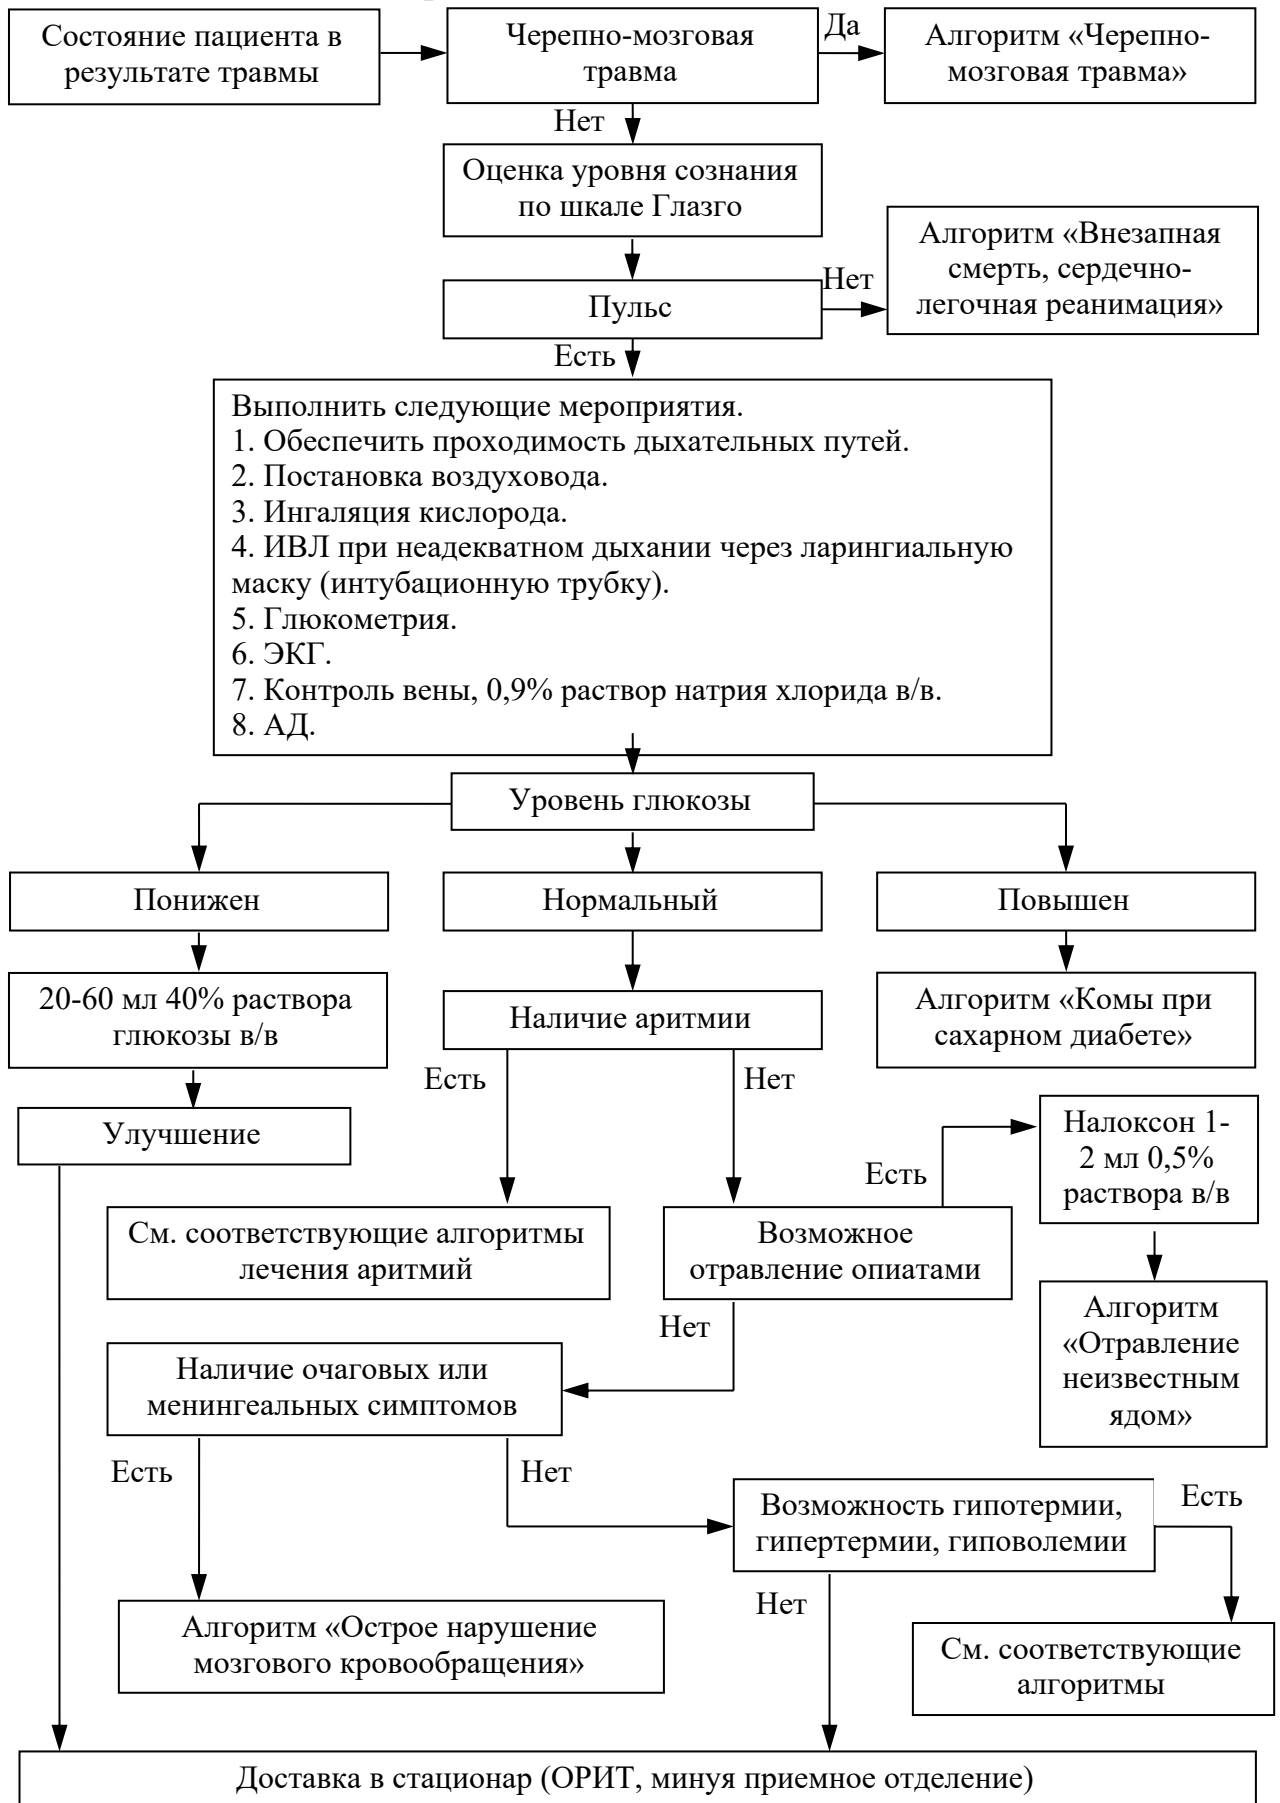 Состояние пациента в
результате травмы
Черепно-мозговая
травма
Да
Алгоритм «Черепно-
мозговая травма»
Нет
Оценка уровня сознания
по шкале Глазго
Пульс
Нет
Алгоритм «Внезапная
смерть, сердечно-
легочная реанимация»
Есть
Выполнить следующие мероприятия.
1. Обеспечить проходимость дыхательных путей.
2. Постановка воздуховода.
3. Ингаляция кислорода.
4. ИВЛ при неадекватном дыхании через ларингиальную
маску (интубационную трубку).
5. Глюкометрия.
6. ЭКГ.
7. Контроль вены, 0,9% раствор натрия хлорида в/в.
8. АД.
Уровень глюкозы
Понижен
Нормальный
Повышен
20-60 мл 40% раствора
глюкозы в/в
Наличие аритмии
Алгоритм «Комы при
сахарном диабете»
Есть
Нет
Улучшение
Налоксон 1-
2 мл 0,5%
раствора в/в
Есть
См. соответствующие алгоритмы
лечения аритмий
Возможное
отравление опиатами
Алгоритм
«Отравление
неизвестным
ядом»
Нет
Наличие очаговых или
менингеальных симптомов
Есть
Нет
Возможность гипотермии,
гипертермии, гиповолемии
Есть
Нет
Алгоритм «Острое нарушение
мозгового кровообращения»
См. соответствующие
алгоритмы
Доставка в стационар (ОРИТ, минуя приемное отделение)